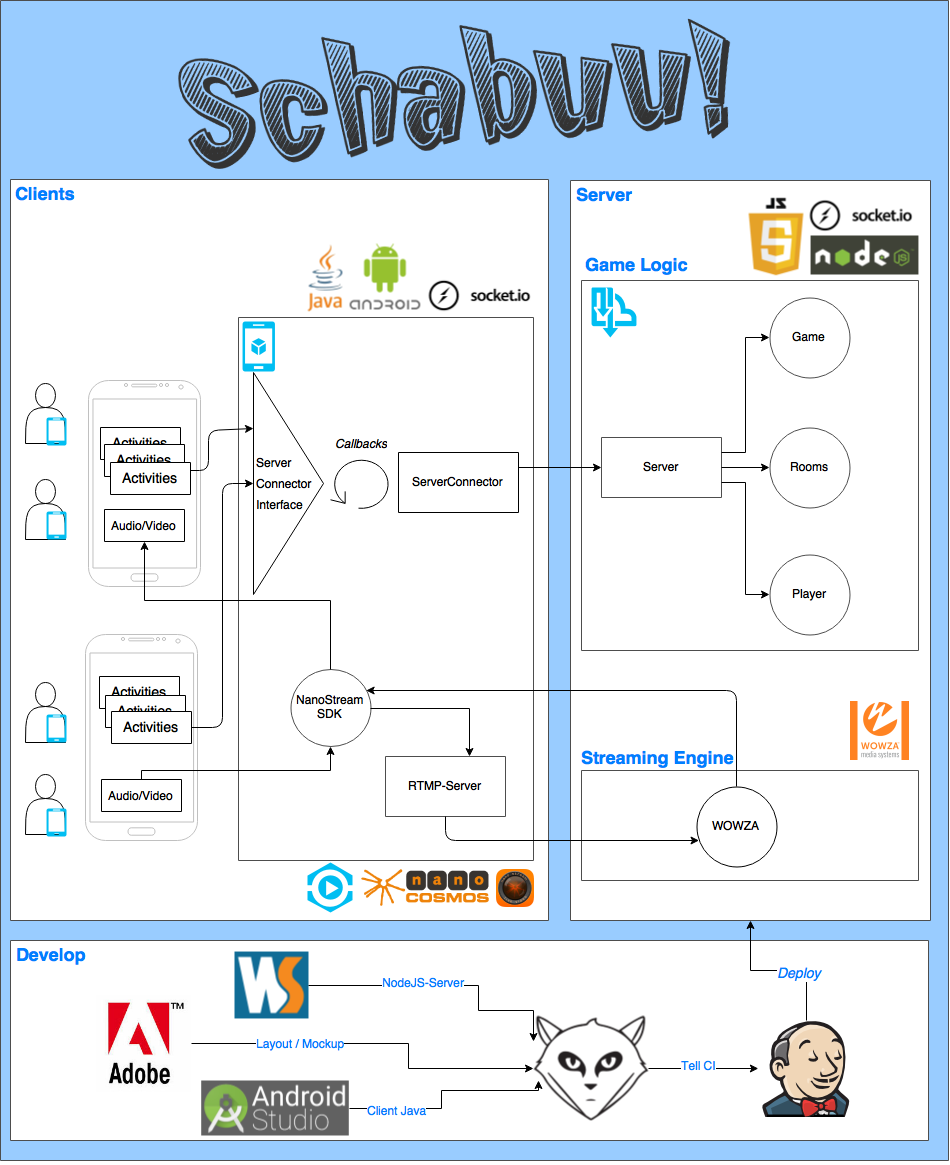 Schabuu!
Clients
Java
ANDROID
socket.io
Activities
Activities
Activities
Audio/Video
Server
Connector
Interface
Callbacks
ServerConnector
Activities
Activities
Activities
Audio/Video
NanoStream
SDK
RTMP-Server
nano
COSMOS
Server
JS
5
socket.io
node
JS
Game Logic
Server
Game
Rooms
Player
WOWZA
media systems
Streaming Engine
WOWZA
Develop
WS
NodeJS-Server
Adobe
TM
Layout / Mockup
Android
Studio
Client Java
Tell CI
Deploy